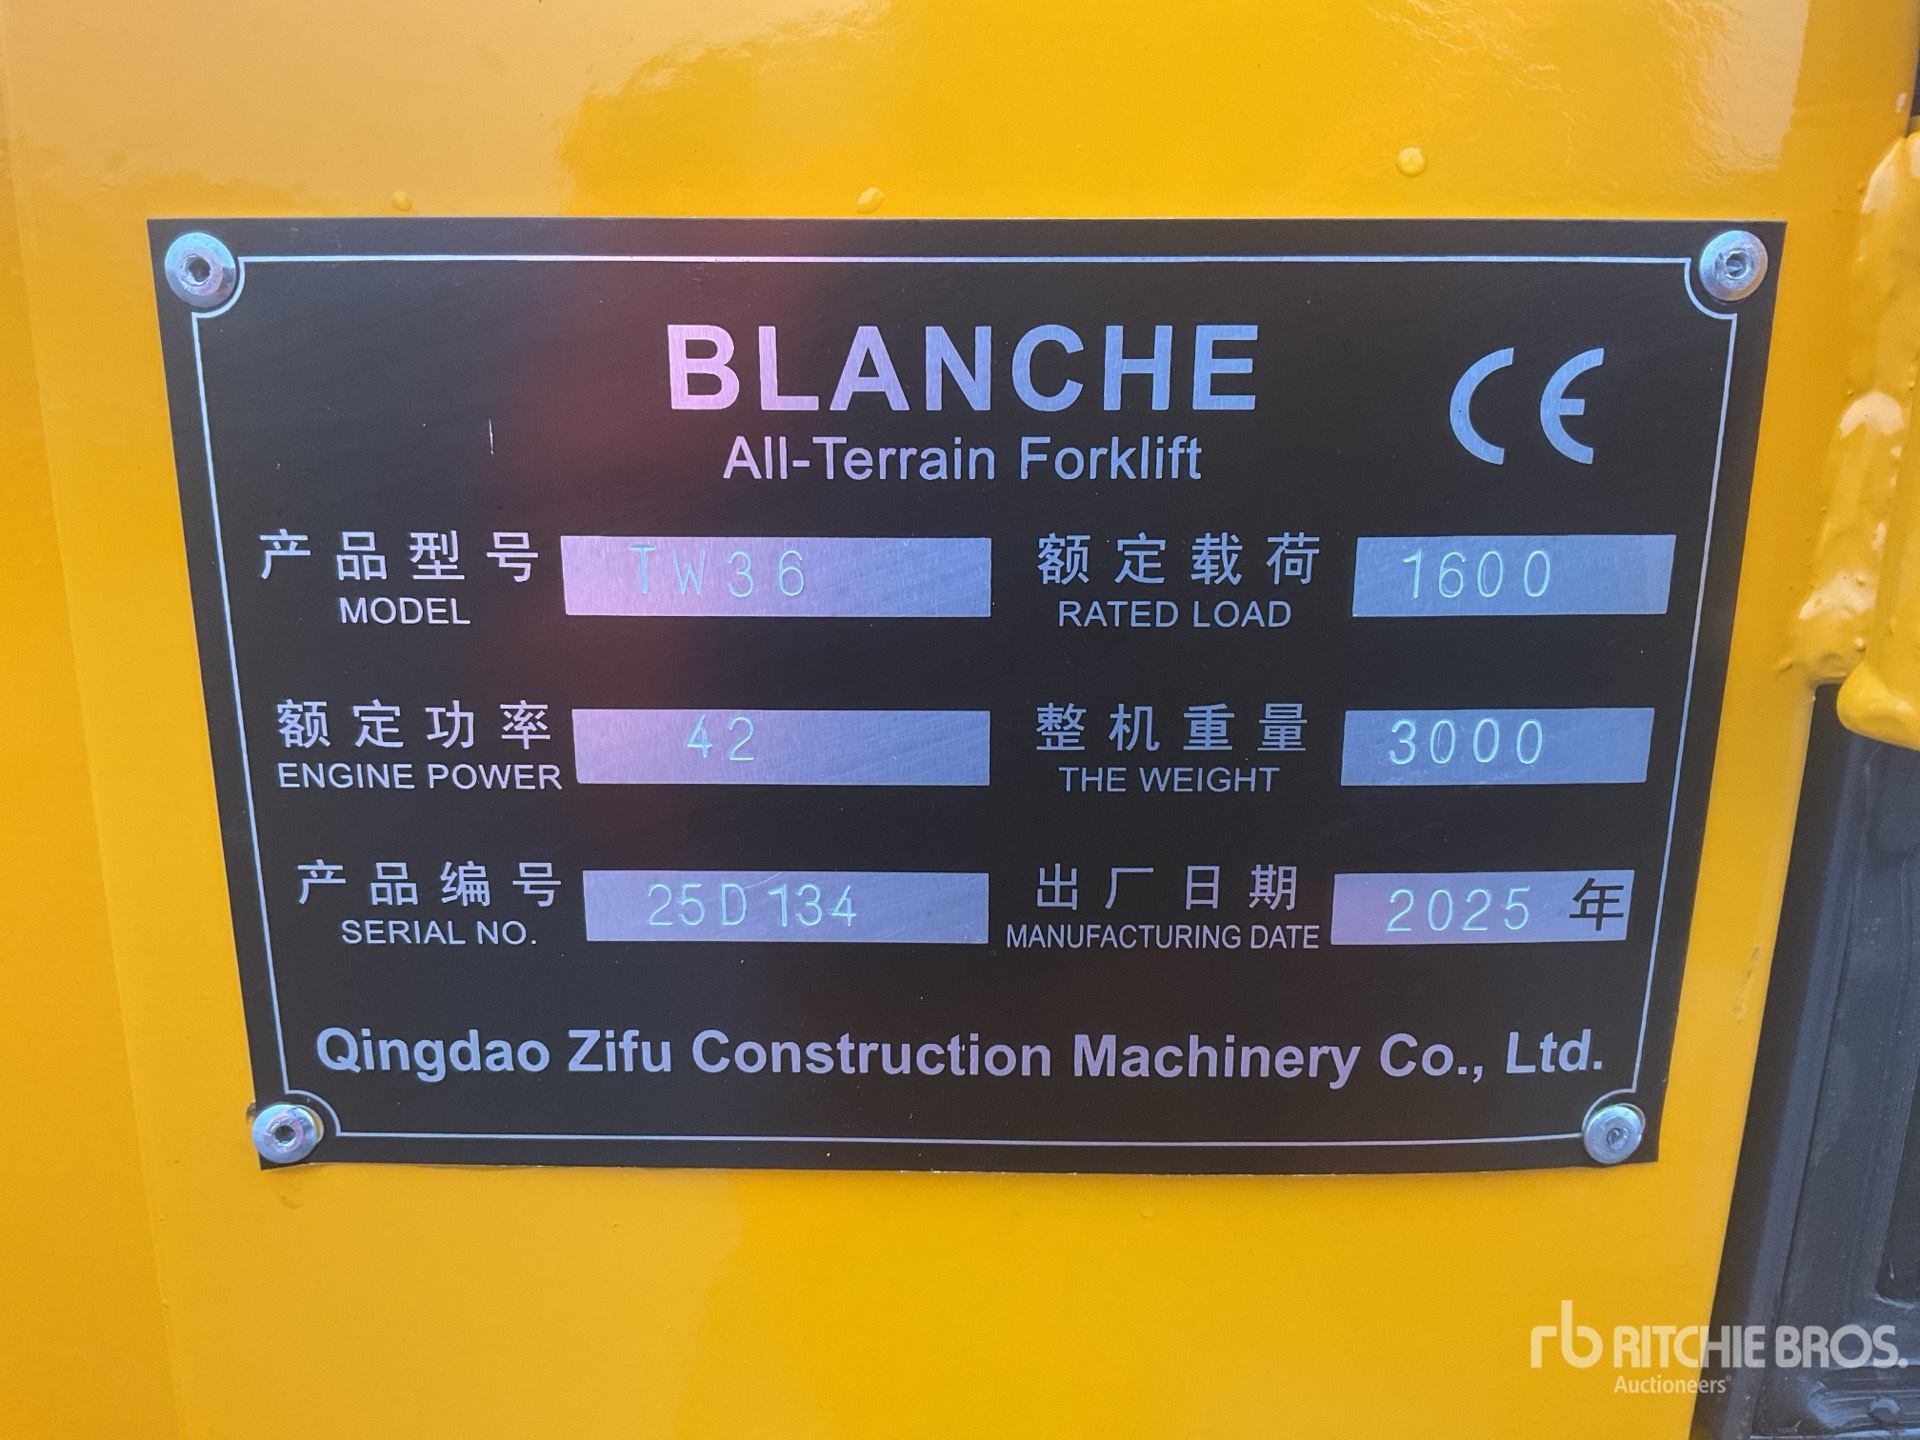 BLANCHE
CE
All-Terrain Forklift
产品型号 TW36 额定载荷 1600
MODEL RATED LOAD
额定功率 42 整机重量 3000
ENGINE POWER THE WEIGHT
产品编号 25D134 出厂日期 2025 年
SERIAL NO. MANUFACTURING DATE
Qingdao Zifu Construction Machinery Co., Ltd.
rb RITCHIE BROS.
Auctioneers